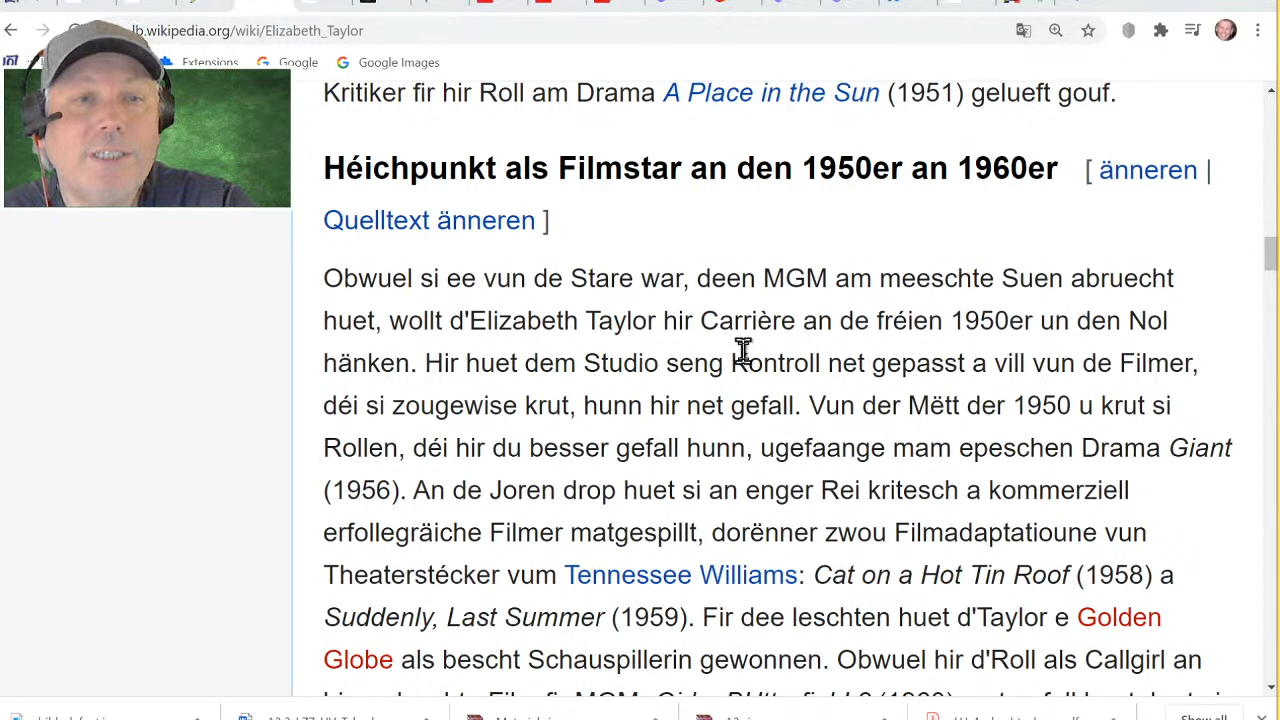 lb.wikipedia.org/wiki/Elizabeth_Taylor
Extensions
Google
Google Images
Kritiker fir hir Roll am Drama A Place in the Sun (1951) gelueft gouf.
Héichpunkt als Filmstar an den 1950er an 1960er [ änneren |
Quelltext änneren ]
Obwuel si ee vun de Stare war, deen MGM am meeschte Suen abruecht
huet, wollt d'Elizabeth Taylor hir Carrière an de fréien 1950er un den Nol
hänken. Hir huet dem Studio seng Kontroll net gepasst a vill vun de Filmer,
déi si zougewise krut, hunn hir net gefall. Vun der Mëtt der 1950 u krut si
Rollen, déi hir du besser gefall hunn, ugefaange mam epeschen Drama Giant
(1956). An de Joren drop huet si an enger Rei kritesch a kommerziell
erfollegräiche Filmer matgespillt, dorënner zwou Filmadaptatioune vun
Theaterstécker vum Tennessee Williams: Cat on a Hot Tin Roof (1958) a
Suddenly, Last Summer (1959). Fir dee leschten huet d'Taylor e Golden
Globe als bescht Schauspillerin gewonnen. Obwuel hir d'Roll als Callgirl an
Show all